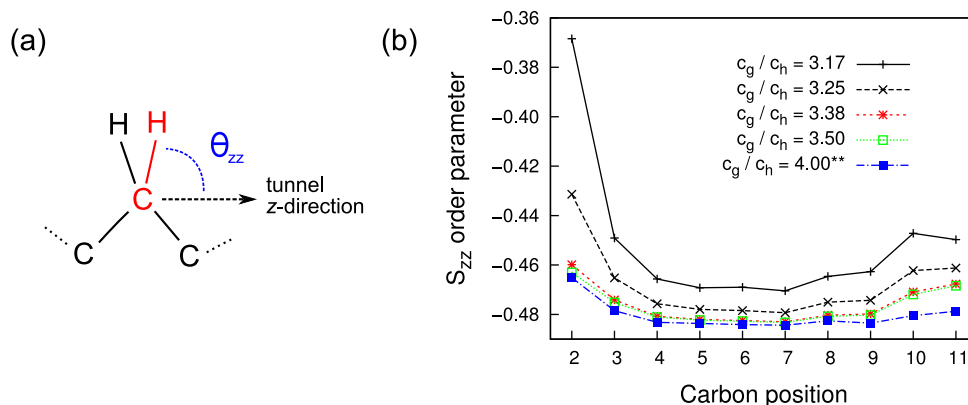 (a)
H H
θzz
C
tunnel
z-direction
C C
(b)
Szz order parameter
−0.36
−0.38
−0.40
−0.42
−0.44
−0.46
−0.48
cg / ch = 3.17
cg / ch = 3.25
cg / ch = 3.38
cg / ch = 3.50
cg / ch = 4.00**
2 3 4 5 6 7 8 9 10 11
Carbon position